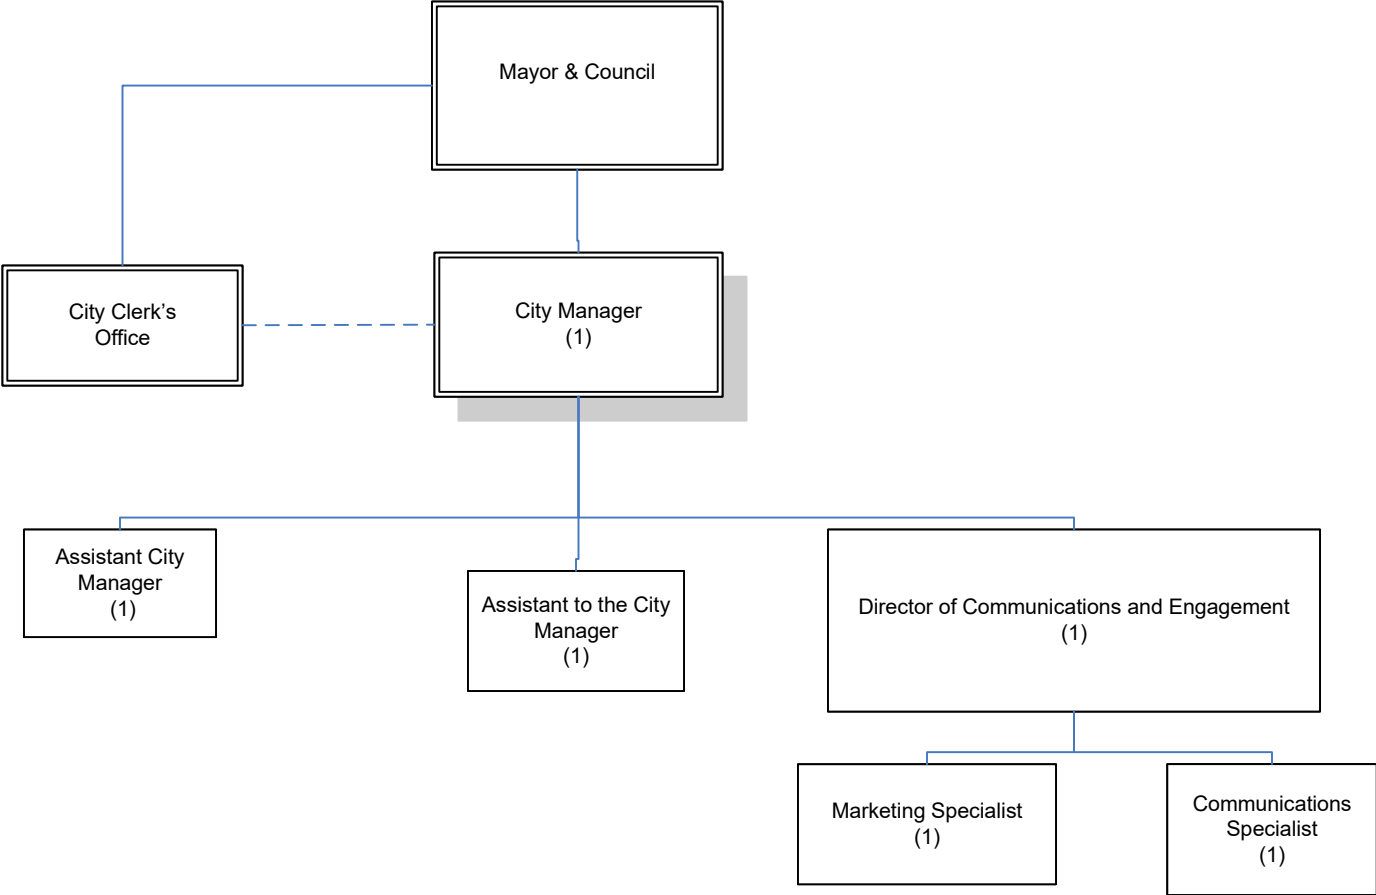 Mayor & Council
City Clerk’s
Office
City Manager
(1)
Assistant City
Manager
(1)
Assistant to the City
Manager
(1)
Director of Communications and Engagement
(1)
Marketing Specialist
(1)
Communications
Specialist
(1)